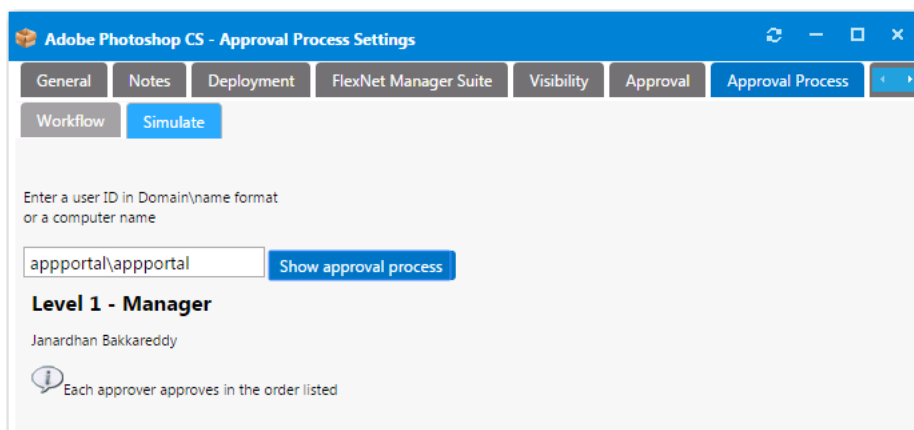 Adobe Photoshop CS - Approval Process Settings
General Notes Deployment FlexNet Manager Suite Visibility Approval Approval Process
Workflow Simulate
Enter a user ID in Domain\name format
or a computer name
appportal\appportal Show approval process
Level 1 - Manager
Janardhan Bakkareddy
Each approver approves in the order listed